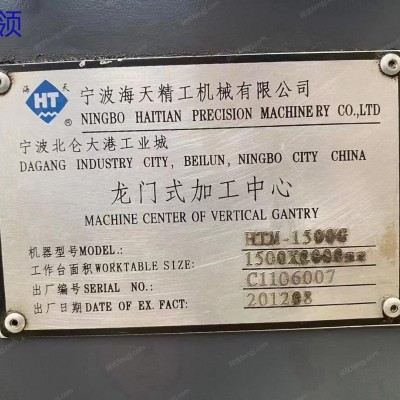 领
海 天
HT
®
宁波海天精工机械有限公司
NINGBO HAITIAN PRECISION MACHINERY CO.,LTD
宁波北仑大港工业城
DAGANG INDUSTRY CITY, BEILUN, NINGBO CITY CHINA
龙门式加工中心
MACHINE CENTER OF VERTICAL GANTRY
机器型号MODEL.: HTM-1500G
工作台面积WORKTABLE SIZE: 1500X2000mm
出厂编号SERIAL NO.: C1106007
出厂日期DATE OF EX. FACT: 201208